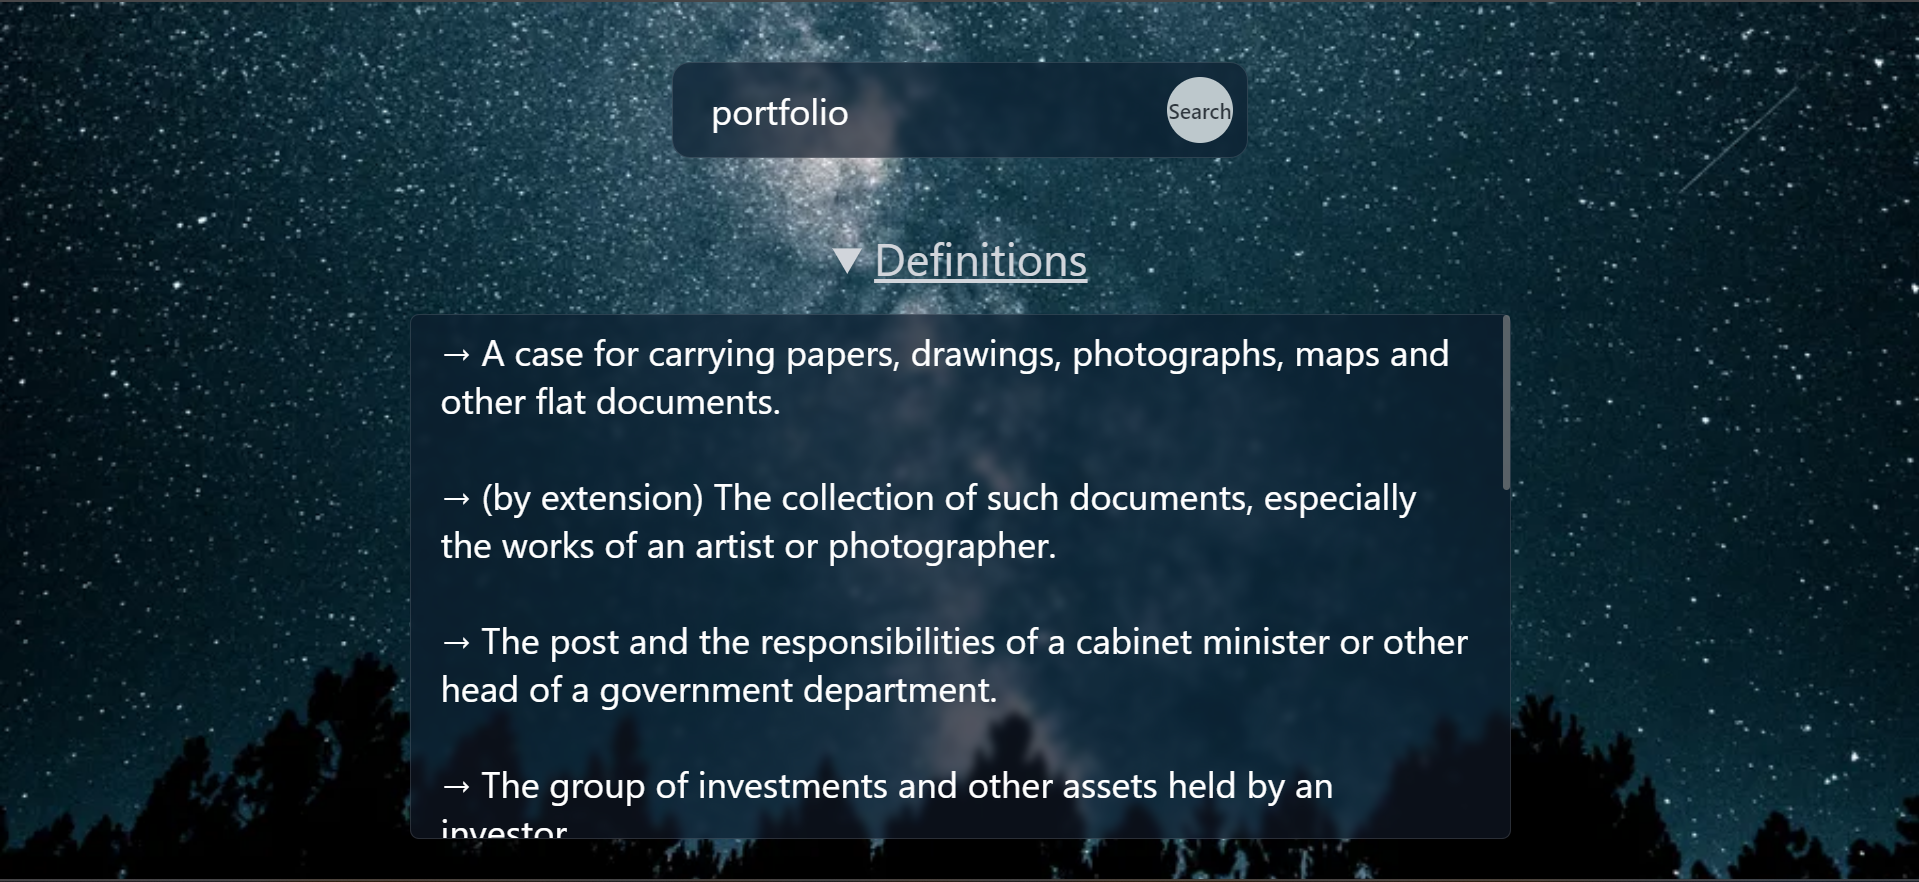 portfolio
Search
▼ Definitions
→ A case for carrying papers, drawings, photographs, maps and
other flat documents.
→ (by extension) The collection of such documents, especially
the works of an artist or photographer.
→ The post and the responsibilities of a cabinet minister or other
head of a government department.
→ The group of investments and other assets held by an
investor